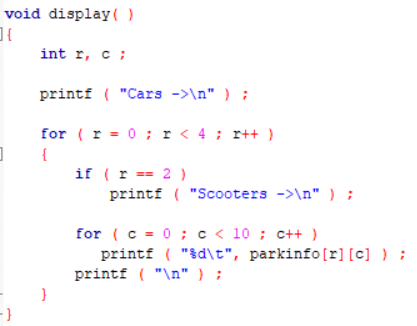 void display( )
{
    int r, c ;

    printf ( "Cars ->\n" ) ;

    for ( r = 0 ; r < 4 ; r++ )
    {
        if ( r == 2 )
            printf ( "Scooters ->\n" ) ;

        for ( c = 0 ; c < 10 ; c++ )
           printf ( "%d\t", parkinfo[r][c] ) ;
        printf ( "\n" ) ;
    }
}